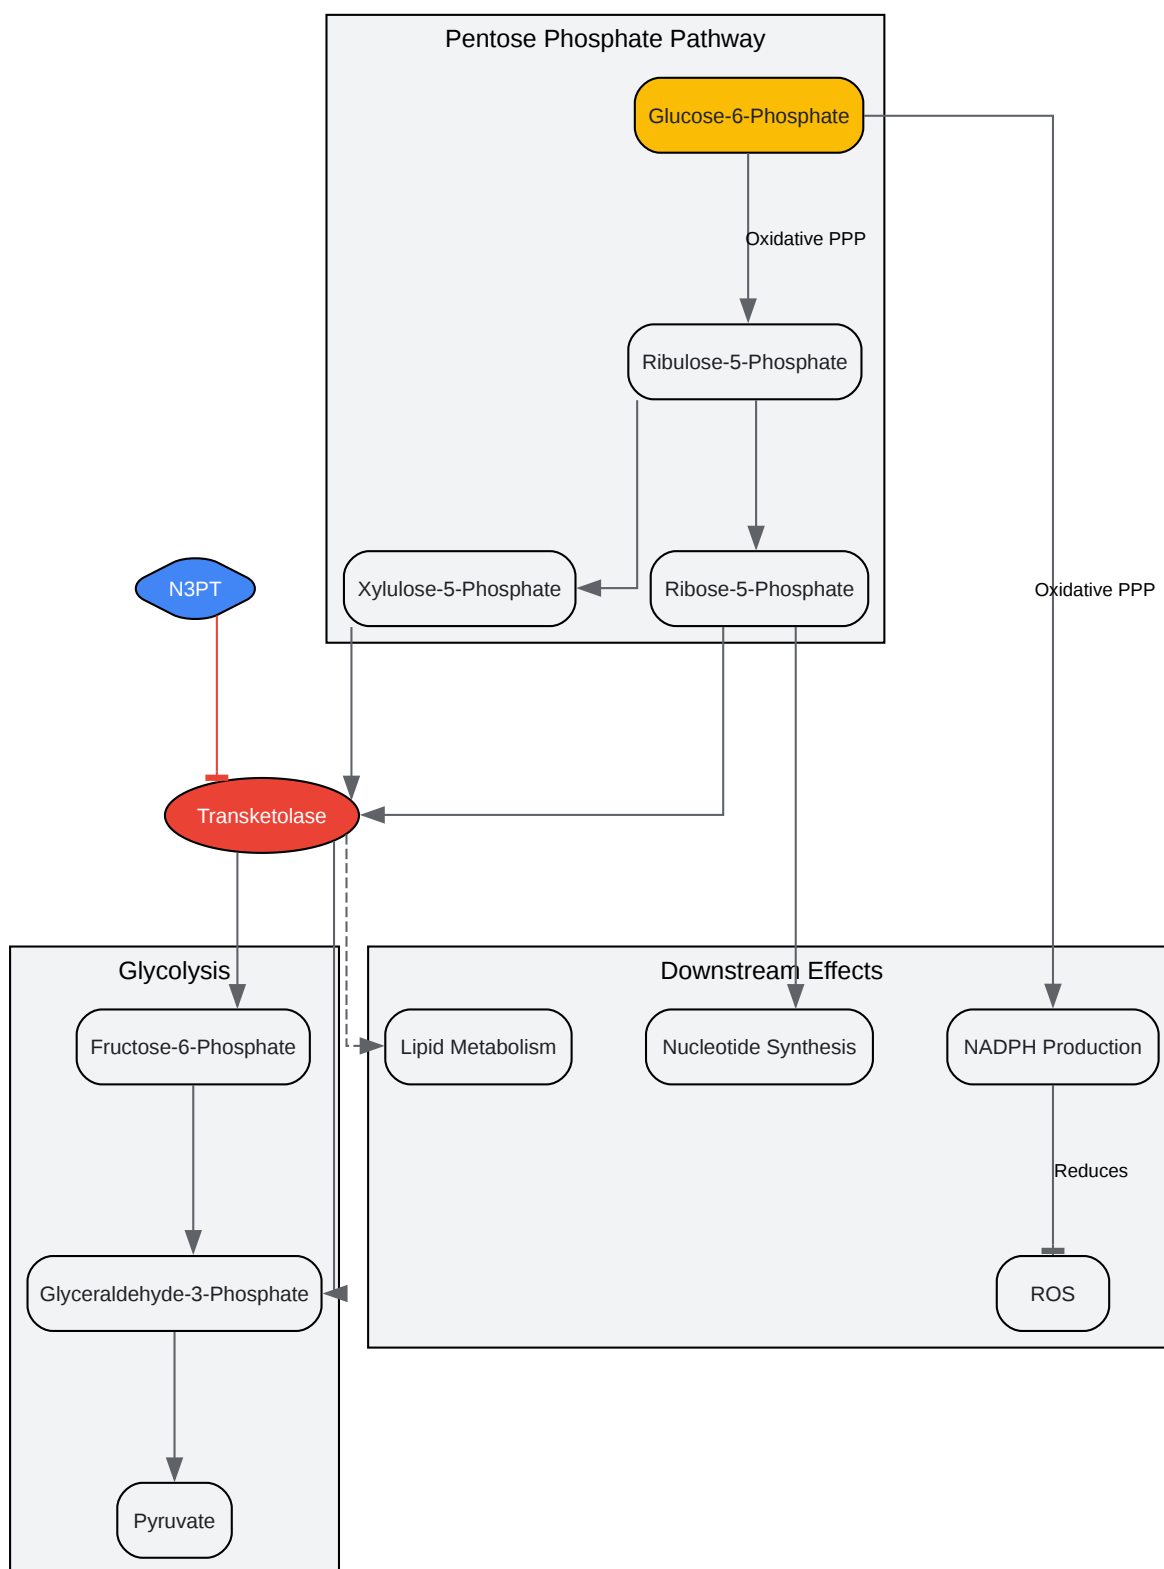 Pentose Phosphate Pathway
Glucose-6-Phosphate
Oxidative PPP
Ribulose-5-Phosphate
N3PT
Xylulose-5-Phosphate
Ribose-5-Phosphate
Oxidative PPP
Transketolase
Glycolysis
Downstream Effects
Fructose-6-Phosphate
Lipid Metabolism
Nucleotide Synthesis
NADPH Production
Reduces
Glyceraldehyde-3-Phosphate
ROS
Pyruvate